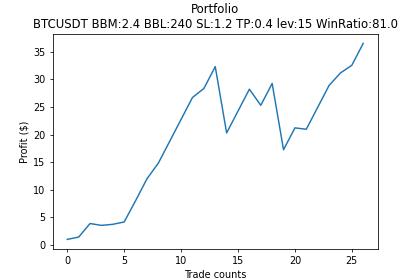 Portfolio
BTCUSDT BBM:2.4 BBL:240 SL:1.2 TP:0.4 lev:15 WinRatio:81.0
35
30
25
20
15
10
5
0
Profit ($)
0 5 10 15 20 25
Trade counts